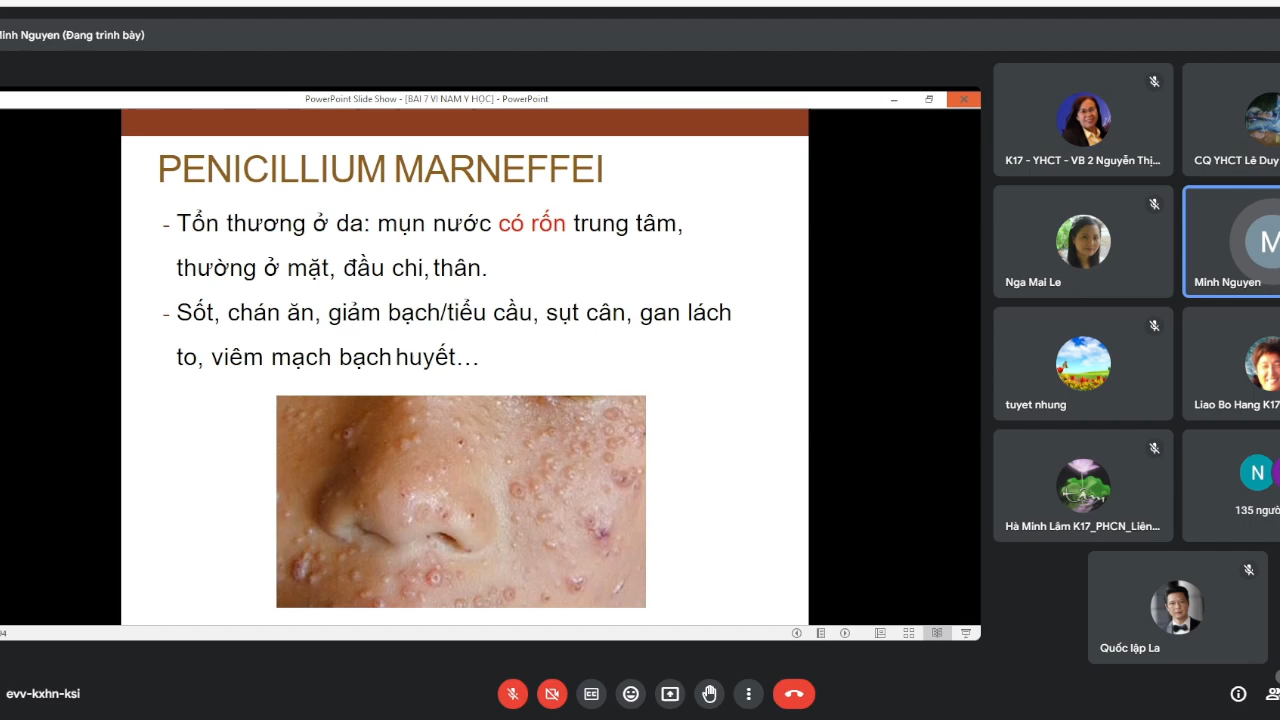 Minh Nguyen (Đang trình bày)
PowerPoint Slide Show - [BAI 7 VI NAM Y HỌC] - PowerPoint
PENICILLIUM MARNEFFEI
- Tổn thương ở da: mụn nước có rốn trung tâm,
thường ở mặt, đầu chi, thân.
- Sốt, chán ăn, giảm bạch/tiểu cầu, sụt cân, gan lách
to, viêm mạch bạch huyết...
K17 - YHCT - VB 2 Nguyễn Thị...
CQ YHCT Lê Duy
Nga Mai Le
M
Minh Nguyen
tuyet nhung
Liao Bo Hang K17
Hà Minh Lâm K17_PHCN_Liên...
N
135 ngườ
Quốc lập La
evv-kxhn-ksi